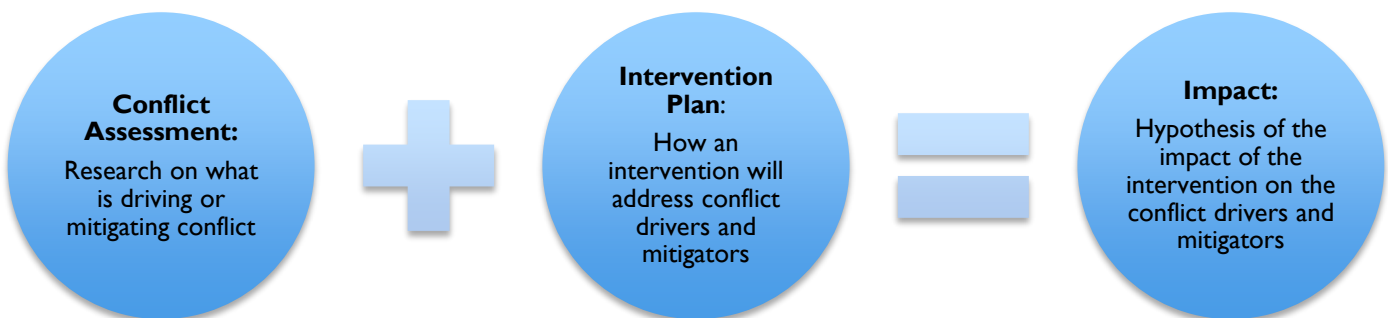 Conflict
Assessment:
Research on what
is driving or
mitigating conflict
Intervention
Plan:
How an
intervention will
address conflict
drivers and
mitigators
Impact:
Hypothesis of the
impact of the
intervention on the
conflict drivers and
mitigators